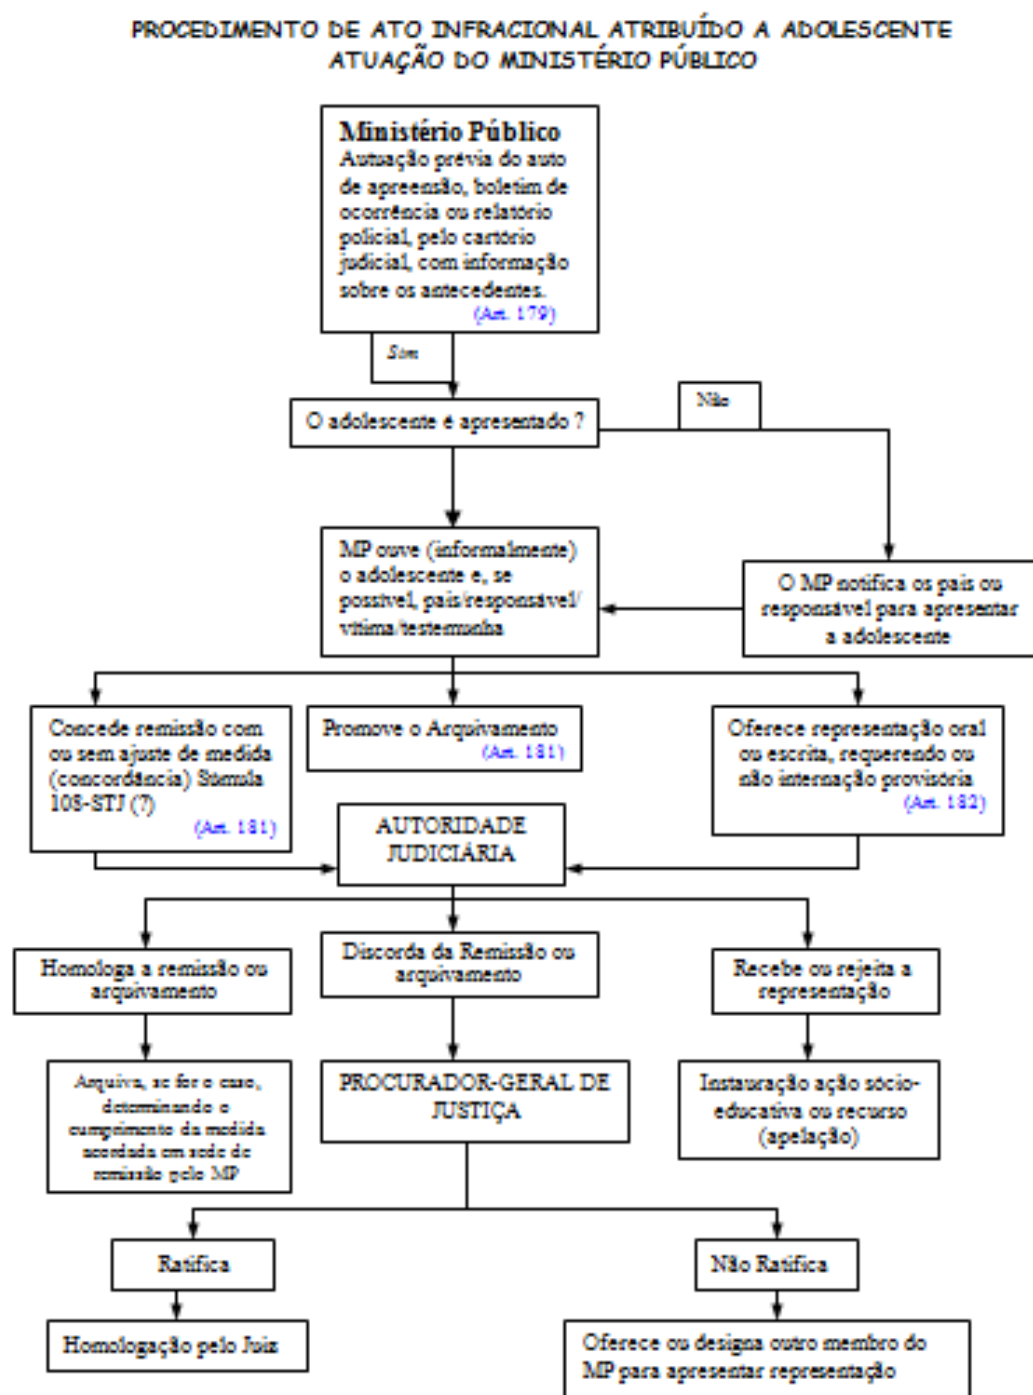 PROCEDIMENTO DE ATO INFRACIONAL ATRIBUÍDO A ADOLESCENTE
ATUAÇÃO DO MINISTÉRIO PÚBLICO
Ministério Público
Autuação prévia do auto
de apreensão, boletim de
ocorrência ou relatório
policial, pelo cartório
judicial, com informação
sobre os antecedentes.
(Art. 179)
Sim
Não
O adolescente é apresentado ?
MP ouve (informalmente)
o adolescente e, se
possível, pais/responsável/
vítima/testemunha
O MP notifica os pais ou
responsável para apresentar
a adolescente
Concede remissão com
ou sem ajuste de medida
(concordância) Súmula
108-STJ (?)
(Art. 181)
Promove o Arquivamento
(Art. 181)
Oferece representação oral
ou escrita, requerendo ou
não internação provisória
(Art. 182)
AUTORIDADE
JUDICIÁRIA
Homologa a remissão ou
arquivamento
Discorda da Remissão ou
arquivamento
Recebe ou rejeita a
representação
Arquiva, se for o caso,
determinando o
cumprimento da medida
acordada em sede de
remissão pelo MP
PROCURADOR-GERAL DE
JUSTIÇA
Instauração ação sócio-
educativa ou recurso
(apelação)
Ratifica
Não Ratifica
Homologação pelo Juiz
Oferece ou designa outro membro do
MP para apresentar representação